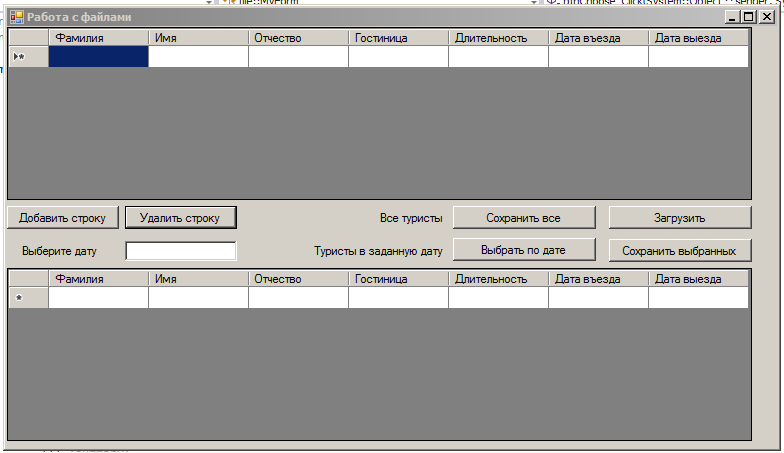 file::MyForm
Работа с файлами
Фамилия Имя Отчество Гостиница Длительность Дата въезда Дата выезда
Добавить строку Удалить строку Все туристы Сохранить все Загрузить
Выберите дату Туристы в заданную дату Выбрать по дате Сохранить выбранных
Фамилия Имя Отчество Гостиница Длительность Дата въезда Дата выезда